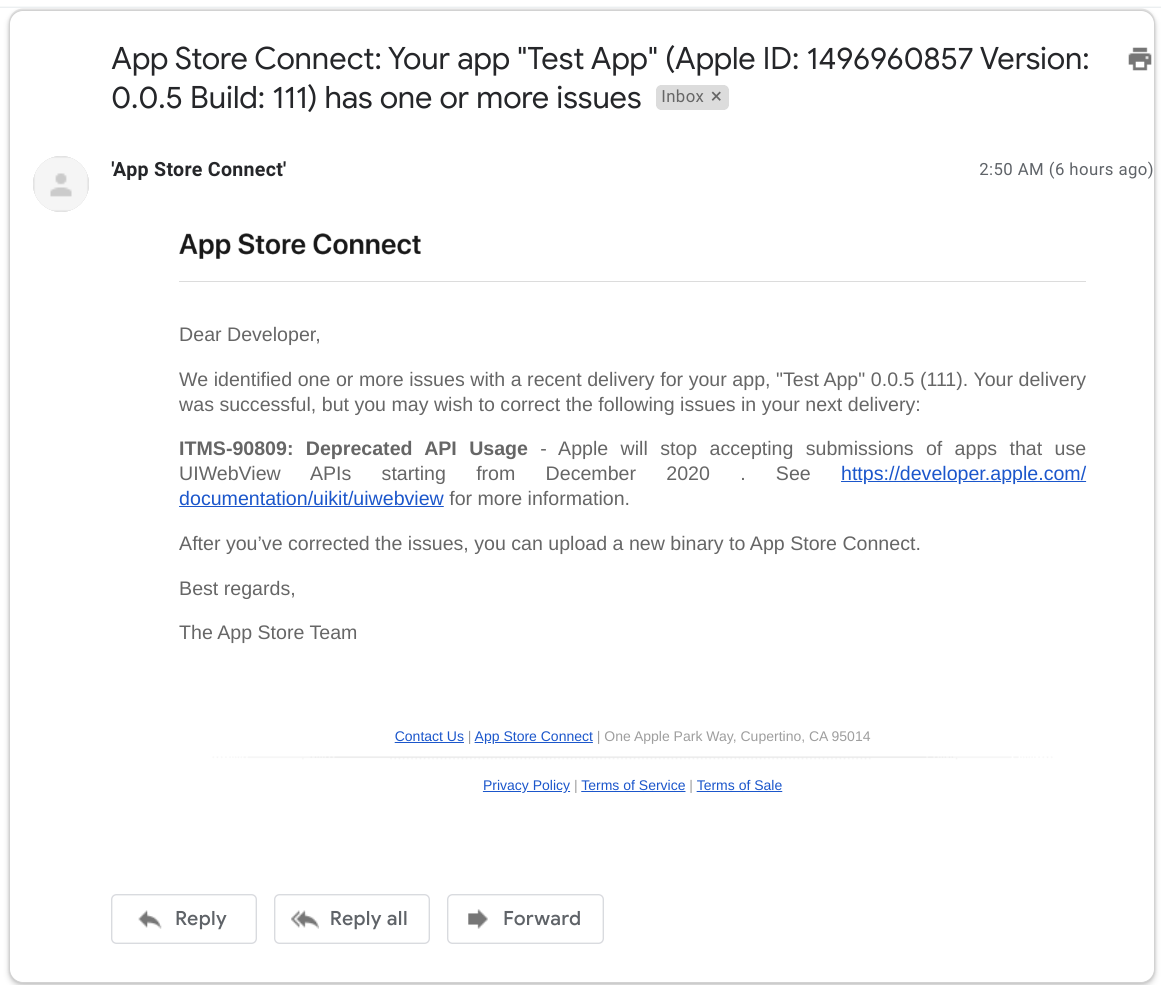 App Store Connect: Your app "Test App" (Apple ID: 1496960857 Version:
0.0.5 Build: 111) has one or more issues Inbox ×
'App Store Connect' 2:50 AM (6 hours ago)
App Store Connect
Dear Developer,
We identified one or more issues with a recent delivery for your app, "Test App" 0.0.5 (111). Your delivery
was successful, but you may wish to correct the following issues in your next delivery:
ITMS-90809: Deprecated API Usage - Apple will stop accepting submissions of apps that use
UIWebView APIs starting from December 2020 . See https://developer.apple.com/
documentation/uikit/uiwebview for more information.
After you’ve corrected the issues, you can upload a new binary to App Store Connect.
Best regards,
The App Store Team
Contact Us | App Store Connect | One Apple Park Way, Cupertino, CA 95014
Privacy Policy | Terms of Service | Terms of Sale
Reply Reply all Forward